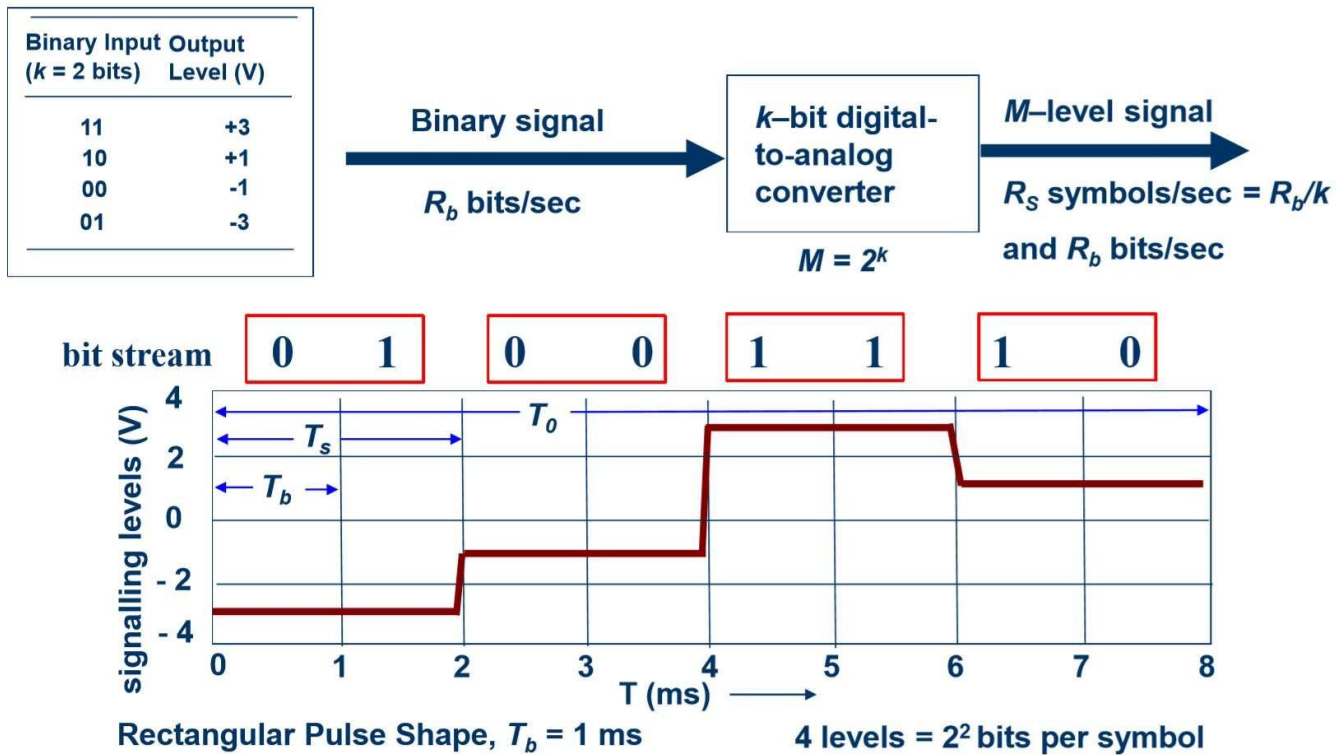 Binary Input Output
(k = 2 bits) Level (V)
11 +3
10 +1
00 -1
01 -3
Binary signal
R_b bits/sec
k–bit digital-
to-analog
converter
M = 2^k
M–level signal
R_S symbols/sec = R_b/k
and R_b bits/sec
bit stream 0 1 0 0 1 1 1 0
signalling levels (V)
4
2
0
- 2
- 4
T_0
T_s
T_b
0 1 2 3 4 5 6 7 8
T (ms)
Rectangular Pulse Shape, T_b = 1 ms
4 levels = 2² bits per symbol